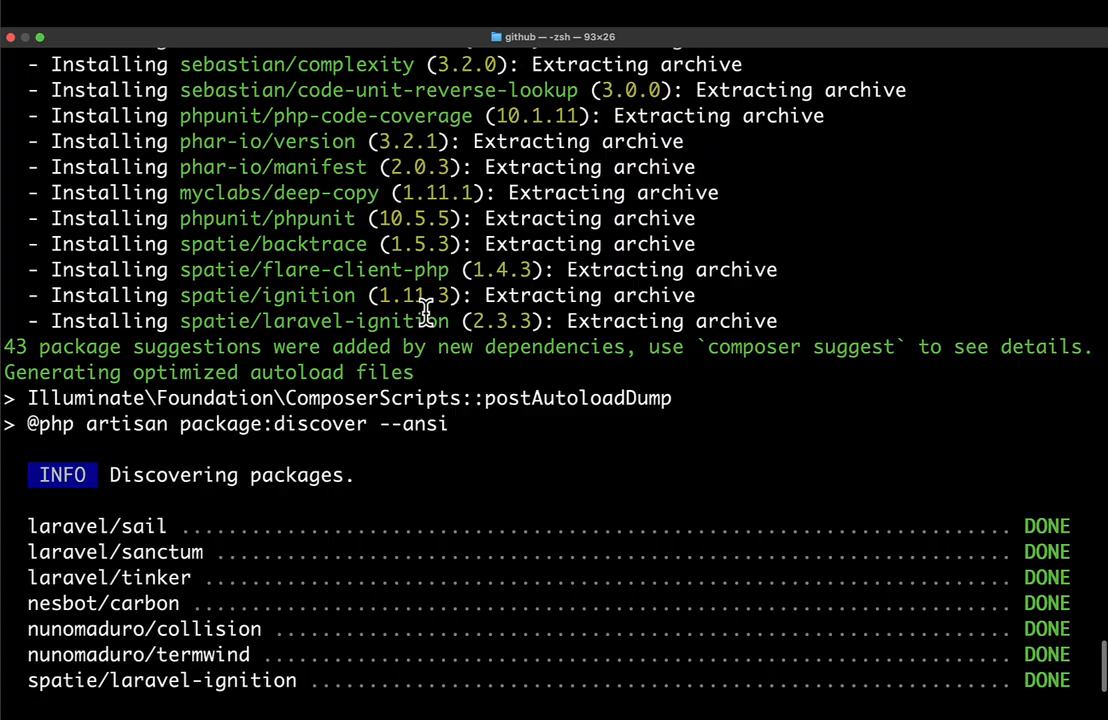 github — -zsh — 93×26
- Installing sebastian/complexity (3.2.0): Extracting archive
- Installing sebastian/code-unit-reverse-lookup (3.0.0): Extracting archive
- Installing phpunit/php-code-coverage (10.1.11): Extracting archive
- Installing phar-io/version (3.2.1): Extracting archive
- Installing phar-io/manifest (2.0.3): Extracting archive
- Installing myclabs/deep-copy (1.11.1): Extracting archive
- Installing phpunit/phpunit (10.5.5): Extracting archive
- Installing spatie/backtrace (1.5.3): Extracting archive
- Installing spatie/flare-client-php (1.4.3): Extracting archive
- Installing spatie/ignition (1.11.3): Extracting archive
- Installing spatie/laravel-ignition (2.3.3): Extracting archive
43 package suggestions were added by new dependencies, use `composer suggest` to see details.
Generating optimized autoload files
> Illuminate\Foundation\ComposerScripts::postAutoloadDump
> @php artisan package:discover --ansi
INFO Discovering packages.
laravel/sail ....................................................................... DONE
laravel/sanctum .................................................................... DONE
laravel/tinker ..................................................................... DONE
nesbot/carbon ...................................................................... DONE
nunomaduro/collision ............................................................... DONE
nunomaduro/termwind ................................................................ DONE
spatie/laravel-ignition ............................................................ DONE